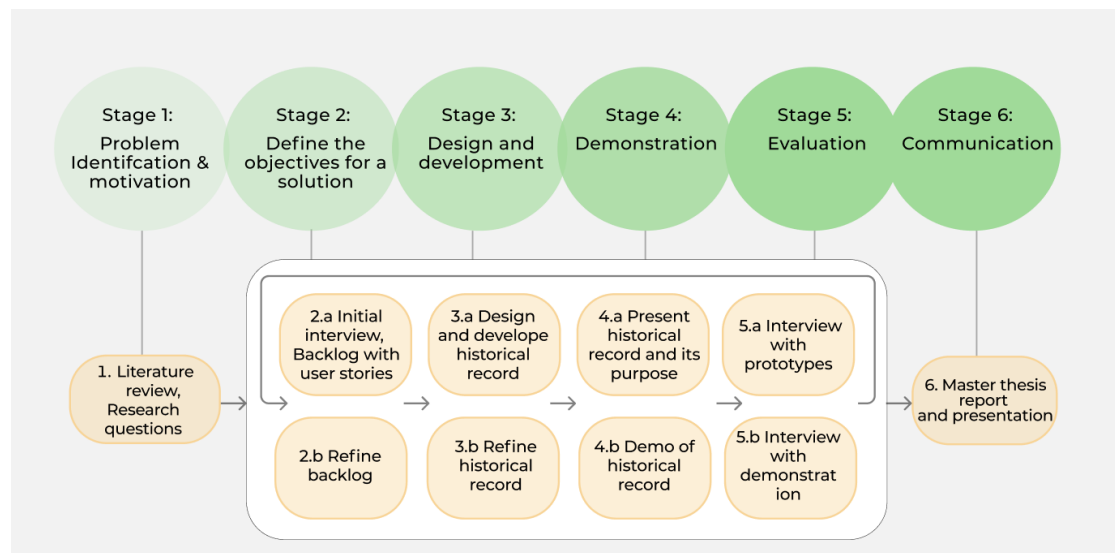 Stage 1:
Problem
Identifcation &
motivation
Stage 2:
Define the
objectives for a
solution
Stage 3:
Design and
development
Stage 4:
Demonstration
Stage 5:
Evaluation
Stage 6:
Communication
1. Literature
review,
Research
questions
2.a Initial
interview,
Backlog with
user stories
3.a Design
and develope
historical
record
4.a Present
historical
record and its
purpose
5.a Interview
with
prototypes
2.b Refine
backlog
3.b Refine
historical
record
4.b Demo of
historical
record
5.b Interview
with
demonstrat
ion
6. Master thesis
report
and presentation